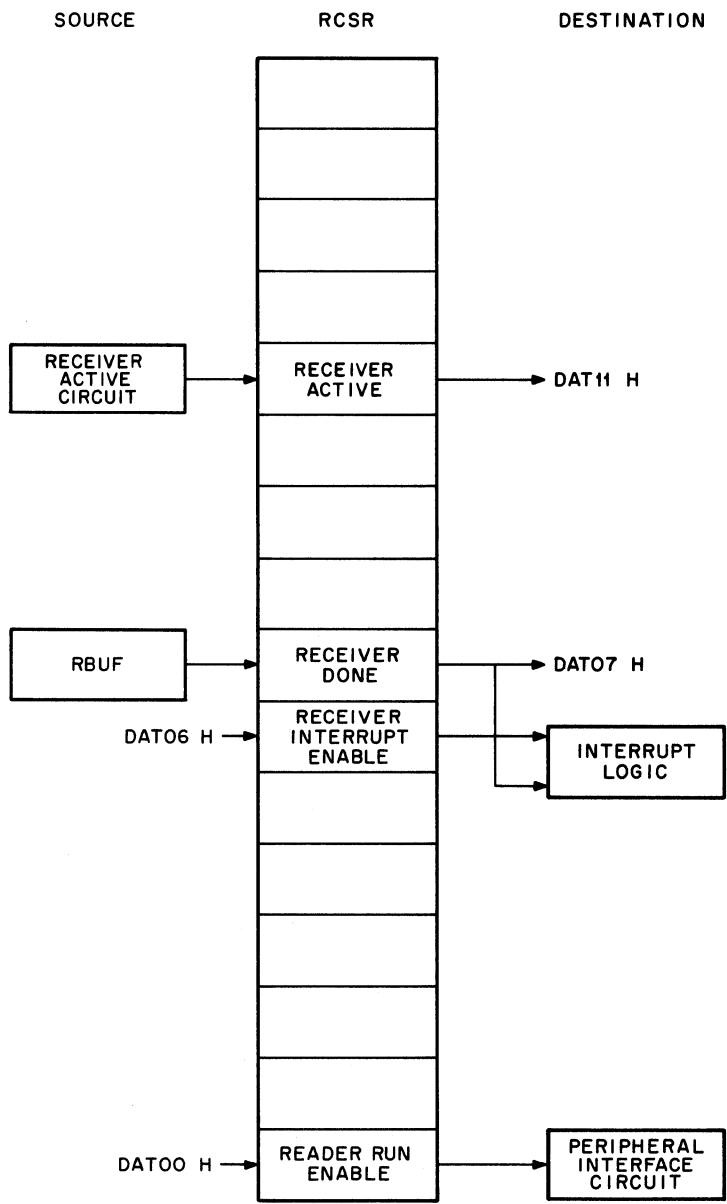 SOURCE
RCSR
DESTINATION
RECEIVER
ACTIVE
CIRCUIT
RECEIVER
ACTIVE
DAT11 H
RBUF
RECEIVER
DONE
DAT07 H
DAT06 H
RECEIVER
INTERRUPT
ENABLE
INTERRUPT
LOGIC
DAT00 H
READER RUN
ENABLE
PERIPHERAL
INTERFACE
CIRCUIT